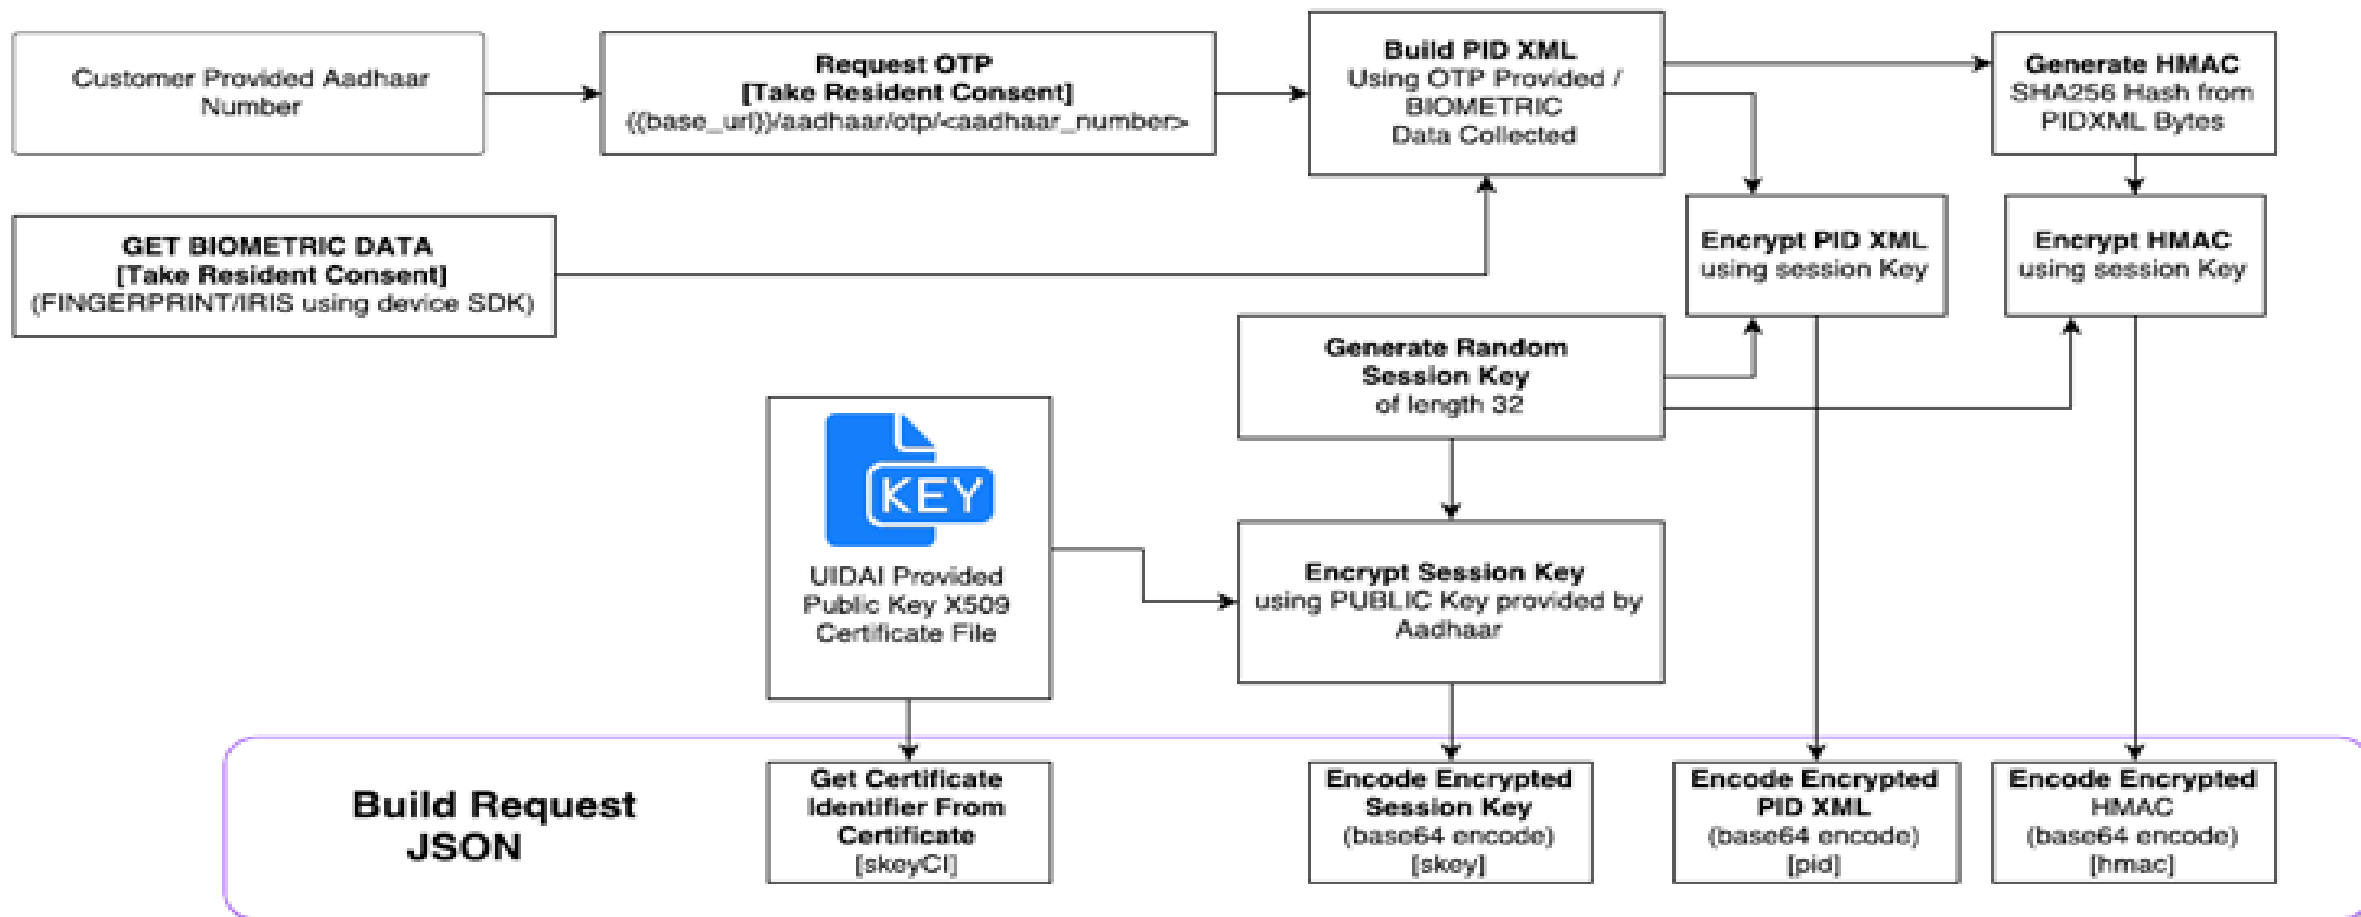 Customer Provided Aadhaar
Number
Request OTP
[Take Resident Consent]
((base_url))/aadhaar/otp/<aadhaar_number>
Build PID XML
Using OTP Provided /
BIOMETRIC
Data Collected
Generate HMAC
SHA256 Hash from
PIDXML Bytes
GET BIOMETRIC DATA
[Take Resident Consent]
(FINGERPRINT/IRIS using device SDK)
Encrypt PID XML
using session Key
Encrypt HMAC
using session Key
Generate Random
Session Key
of length 32
KEY
UIDAI Provided
Public Key X509
Certificate File
Encrypt Session Key
using PUBLIC Key provided by
Aadhaar
Build Request
JSON
Get Certificate
Identifier From
Certificate
[skeyCI]
Encode Encrypted
Session Key
(base64 encode)
[skey]
Encode Encrypted
PID XML
(base64 encode)
[pid]
Encode Encrypted
HMAC
(base64 encode)
[hmac]